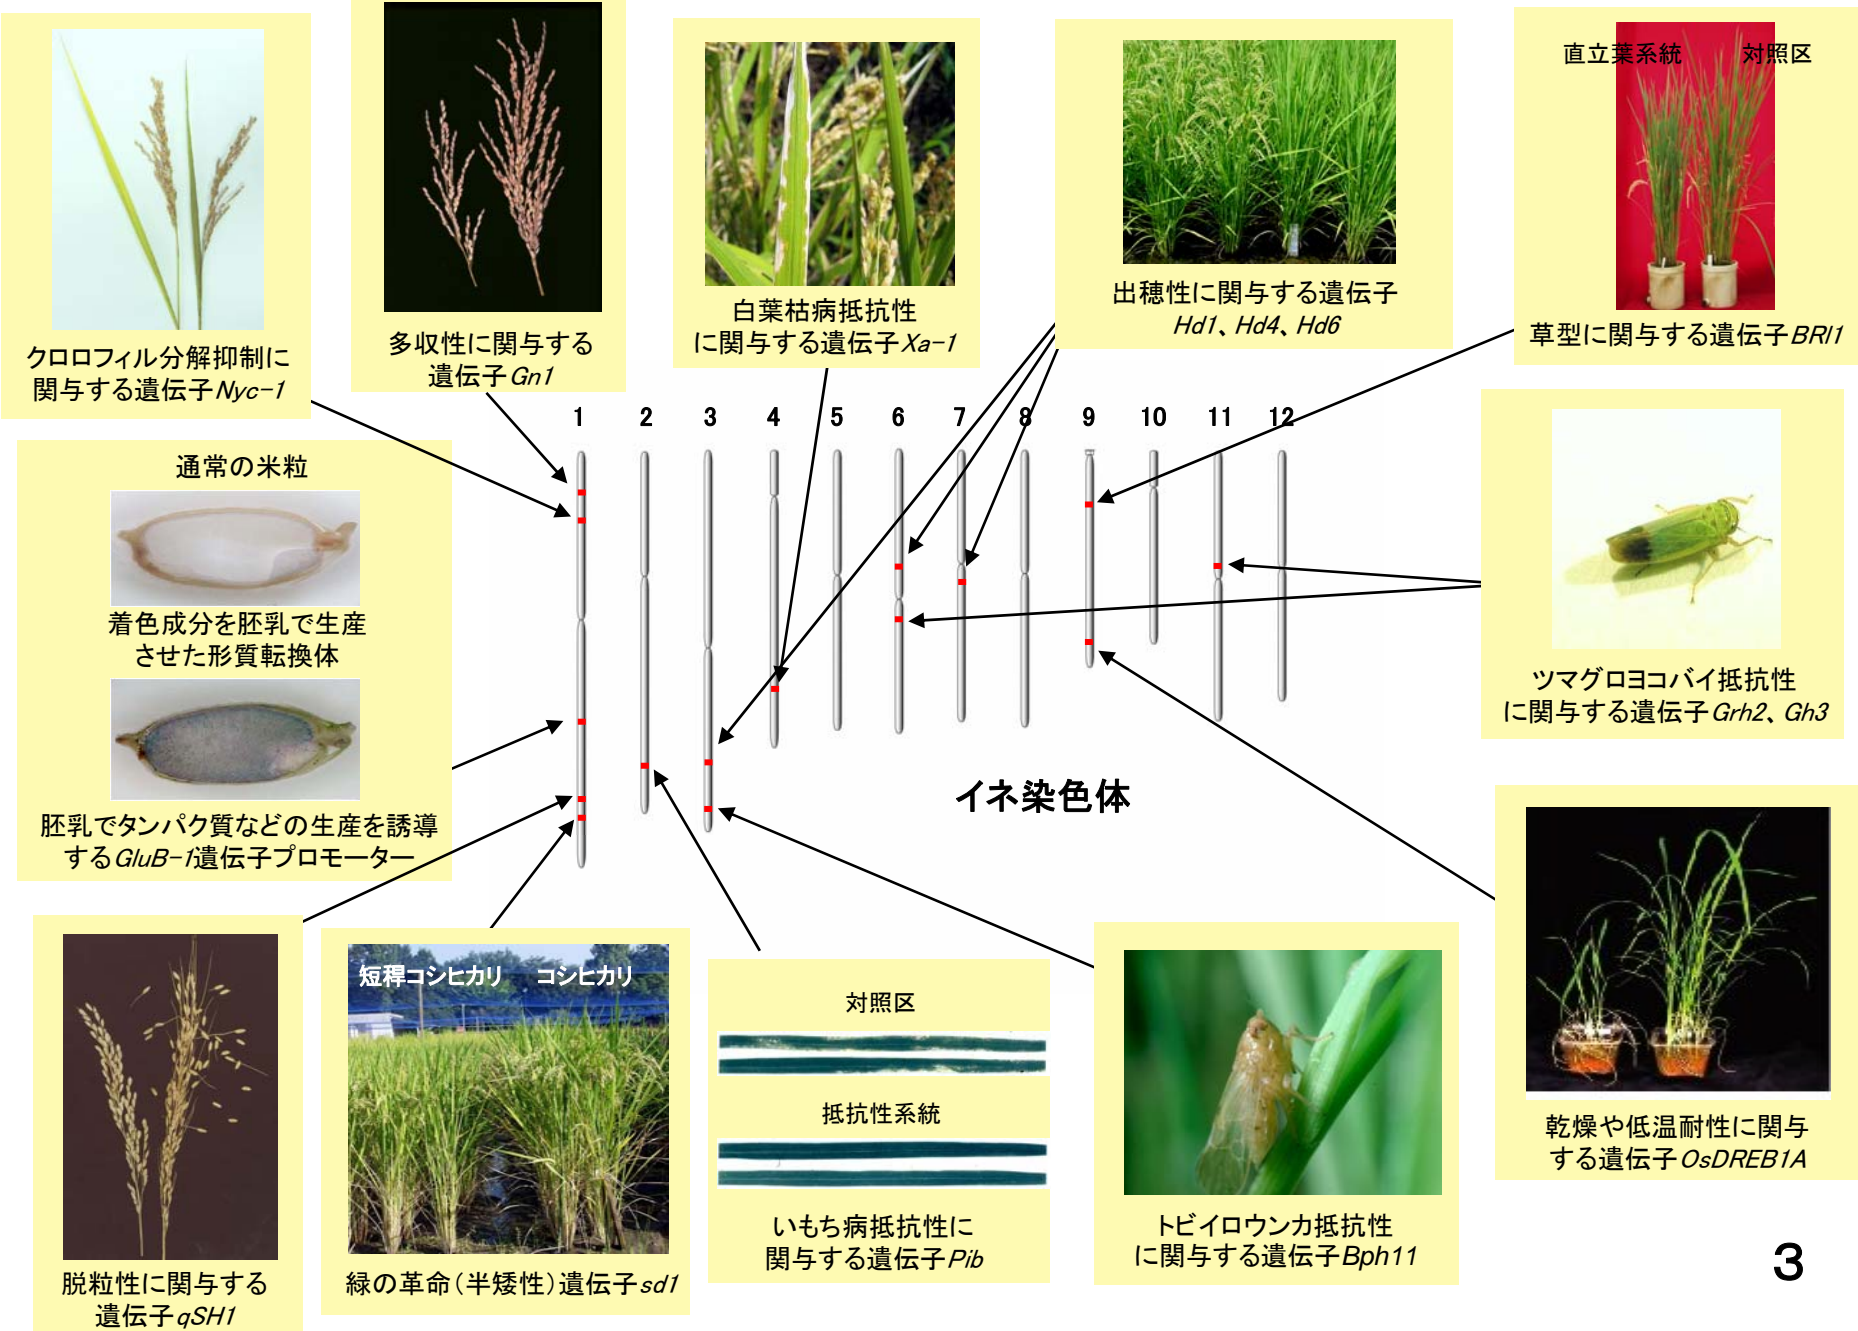 クロロフィル分解抑制に
関与する遺伝子Nyc-1
多収性に関与する
遺伝子Gn1
白葉枯病抵抗性
に関与する遺伝子Xa-1
出穂性に関与する遺伝子
Hd1、Hd4、Hd6
直立葉系統 対照区
草型に関与する遺伝子BRI1
1 2 3 4 5 6 7 8 9 10 11 12
通常の米粒
着色成分を胚乳で生産
させた形質転換体
胚乳でタンパク質などの生産を誘導
するGluB-1遺伝子プロモーター
ツマグロヨコバイ抵抗性
に関与する遺伝子Grh2、Gh3
イネ染色体
乾燥や低温耐性に関与
する遺伝子OsDREB1A
脱粒性に関与する
遺伝子qSH1
短稈コシヒカリ コシヒカリ
緑の革命（半矮性）遺伝子sd1
対照区
抵抗性系統
いもち病抵抗性に
関与する遺伝子Pib
トビイロウンカ抵抗性
に関与する遺伝子Bph11
3